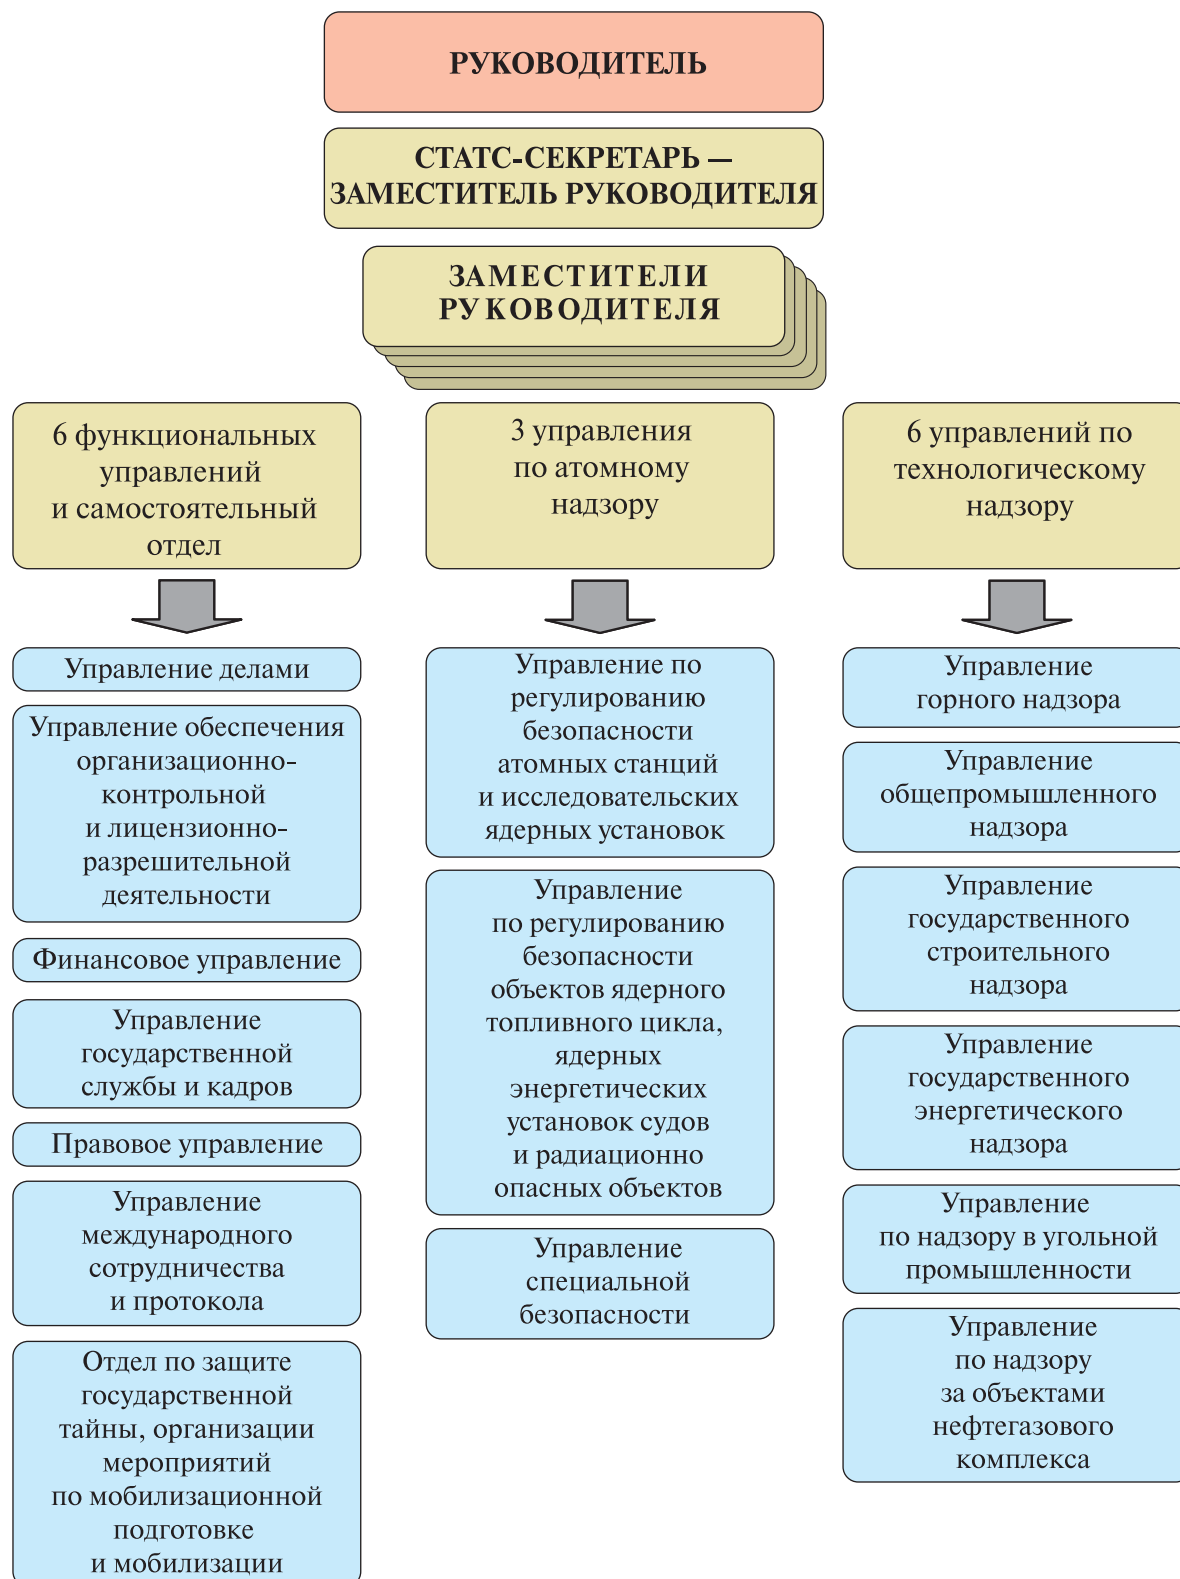 РУКОВОДИТЕЛЬ
СТАТС-СЕКРЕТАРЬ —
ЗАМЕСТИТЕЛЬ РУКОВОДИТЕЛЯ
ЗАМЕСТИТЕЛИ
РУКОВОДИТЕЛЯ
6 функциональных
управлений
и самостоятельный
отдел
Управление делами
Управление обеспечения
организационно-
контрольной
и лицензионно-
разрешительной
деятельности
Финансовое управление
Управление
государственной
службы и кадров
Правовое управление
Управление
международного
сотрудничества
и протокола
Отдел по защите
государственной
тайны, организации
мероприятий
по мобилизационной
подготовке
и мобилизации
3 управления
по атомному
надзору
Управление по
регулированию
безопасности
атомных станций
и исследовательских
ядерных установок
Управление
по регулированию
безопасности
объектов ядерного
топливного цикла,
ядерных
энергетических
установок судов
и радиационно
опасных объектов
Управление
специальной
безопасности
6 управлений по
технологическому
надзору
Управление
горного надзора
Управление
общепромышленного
надзора
Управление
государственного
строительного
надзора
Управление
государственного
энергетического
надзора
Управление
по надзору в угольной
промышленности
Управление
по надзору
за объектами
нефтегазового
комплекса